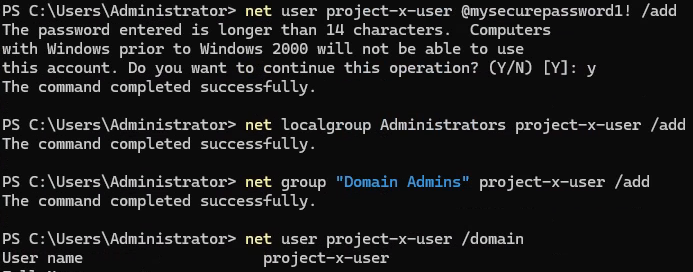 PS C:\Users\Administrator> net user project-x-user @mysecurepassword1! /add
The password entered is longer than 14 characters.  Computers
with Windows prior to Windows 2000 will not be able to use
this account. Do you want to continue this operation? (Y/N) [Y]: y
The command completed successfully.
PS C:\Users\Administrator> net localgroup Administrators project-x-user /add
The command completed successfully.
PS C:\Users\Administrator> net group "Domain Admins" project-x-user /add
The command completed successfully.
PS C:\Users\Administrator> net user project-x-user /domain
User name                    project-x-user